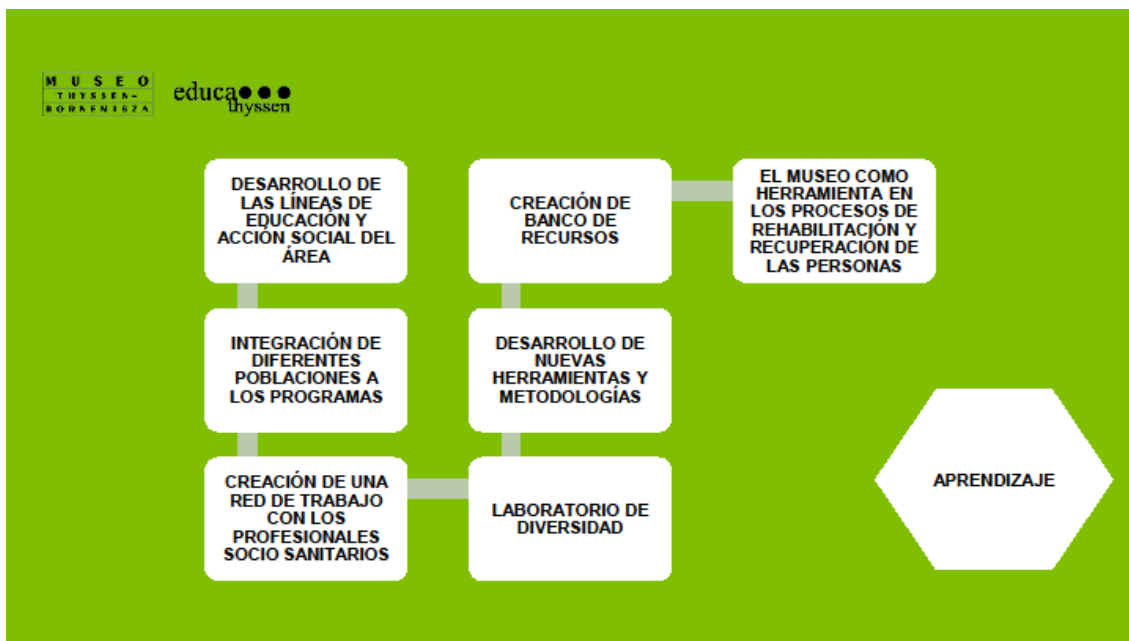 MUSEO
THYSSEN-
BORNEMISZA
educa
thyssen
DESARROLLO DE
LAS LÍNEAS DE
EDUCACIÓN Y
ACCIÓN SOCIAL DEL
ÁREA
INTEGRACIÓN DE
DIFERENTES
POBLACIONES A
LOS PROGRAMAS
CREACIÓN DE UNA
RED DE TRABAJO
CON LOS
PROFESIONALES
SOCIO SANITARIOS
LABORATORIO DE
DIVERSIDAD
DESARROLLO DE
NUEVAS
HERRAMIENTAS Y
METODOLOGÍAS
CREACIÓN DE
BANCO DE
RECURSOS
EL MUSEO COMO
HERRAMIENTA EN
LOS PROCESOS DE
REHABILITACJÓN Y
RECUPERACIÓN DE
LAS PERSONAS
APRENDIZAJE